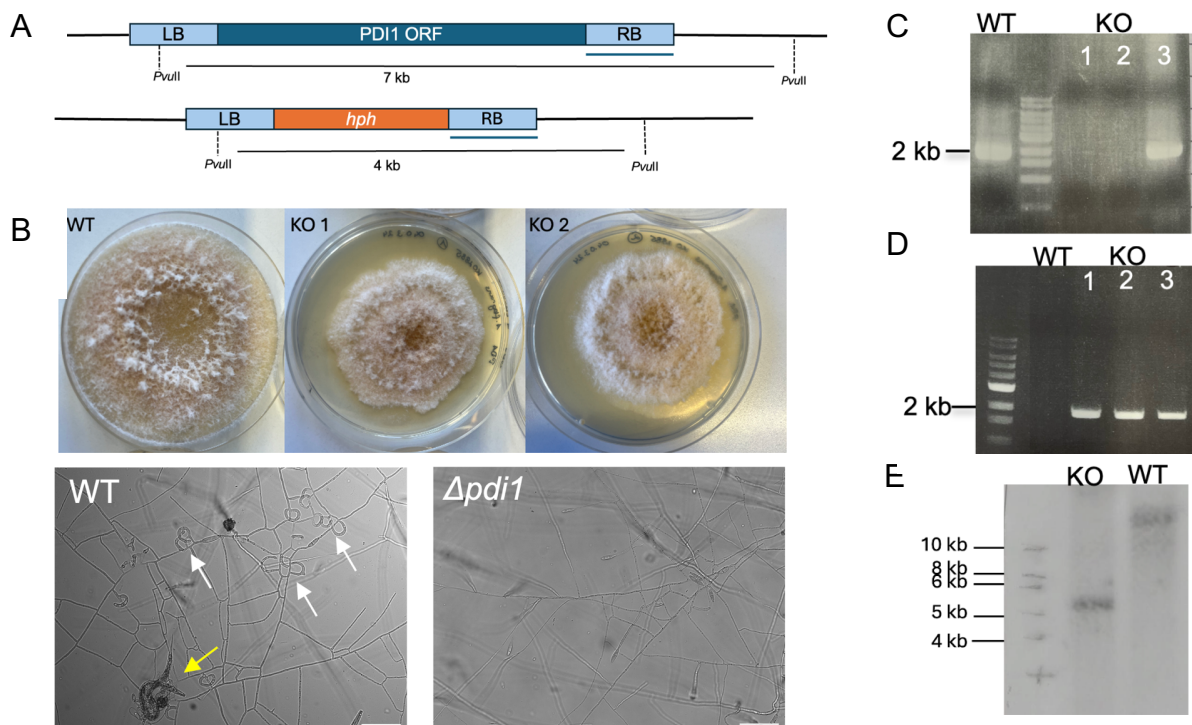 A
LB PDI1 ORF RB
PvuII 7 kb PvuII
LB hph RB
PvuII 4 kb PvuII
B
WT KO 1 KO 2
WT Δpdi1
C
WT KO
1 2 3
2 kb
D
WT KO
1 2 3
2 kb
E
KO WT
10 kb
8 kb
6 kb
5 kb
4 kb